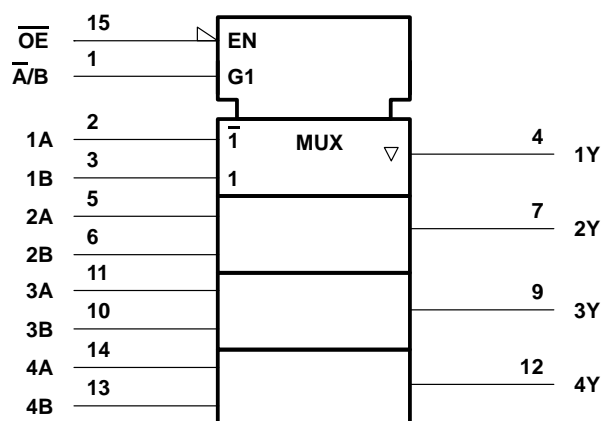 O̅E̅ 15 EN
A̅/B 1 G1
MUX
1A 2 1̅
1B 3 1
4 1Y
2A 5
2B 6
7 2Y
3A 11
3B 10
9 3Y
4A 14
4B 13
12 4Y